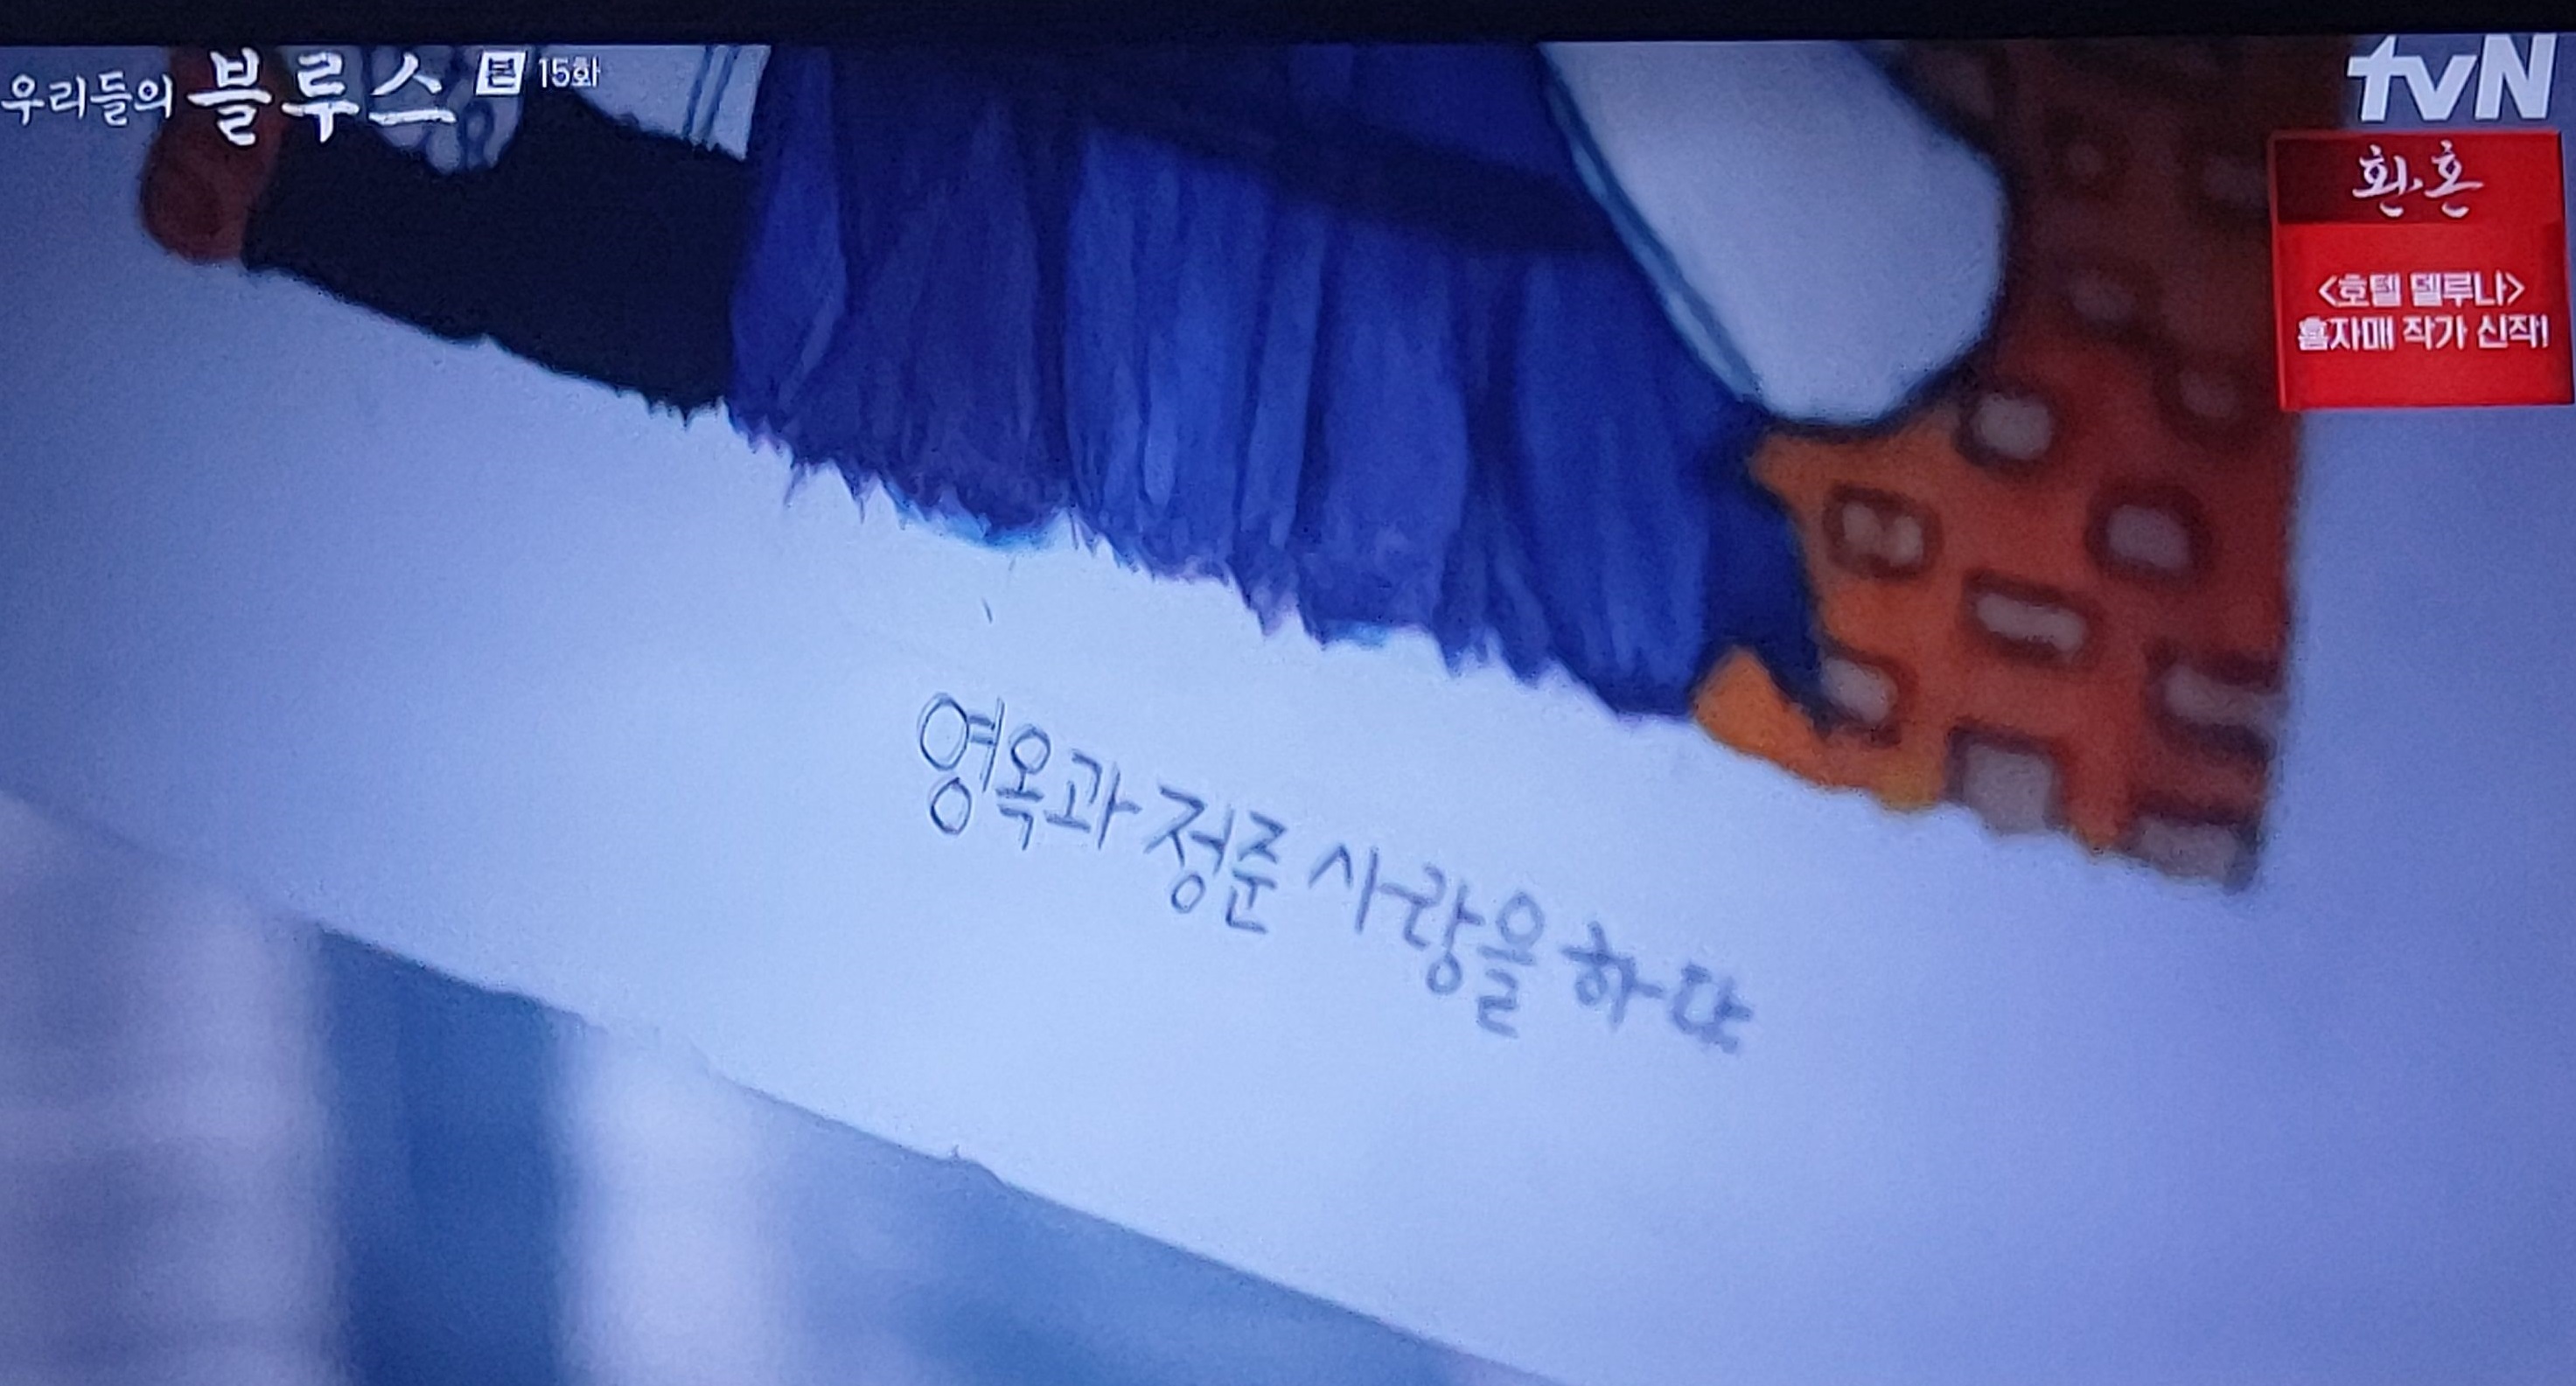 우리들의 블루스 본 15화
tvN
환혼
<호텔 델루나>
홍자매 작가 신작!
영옥과 정준 사랑을 하다